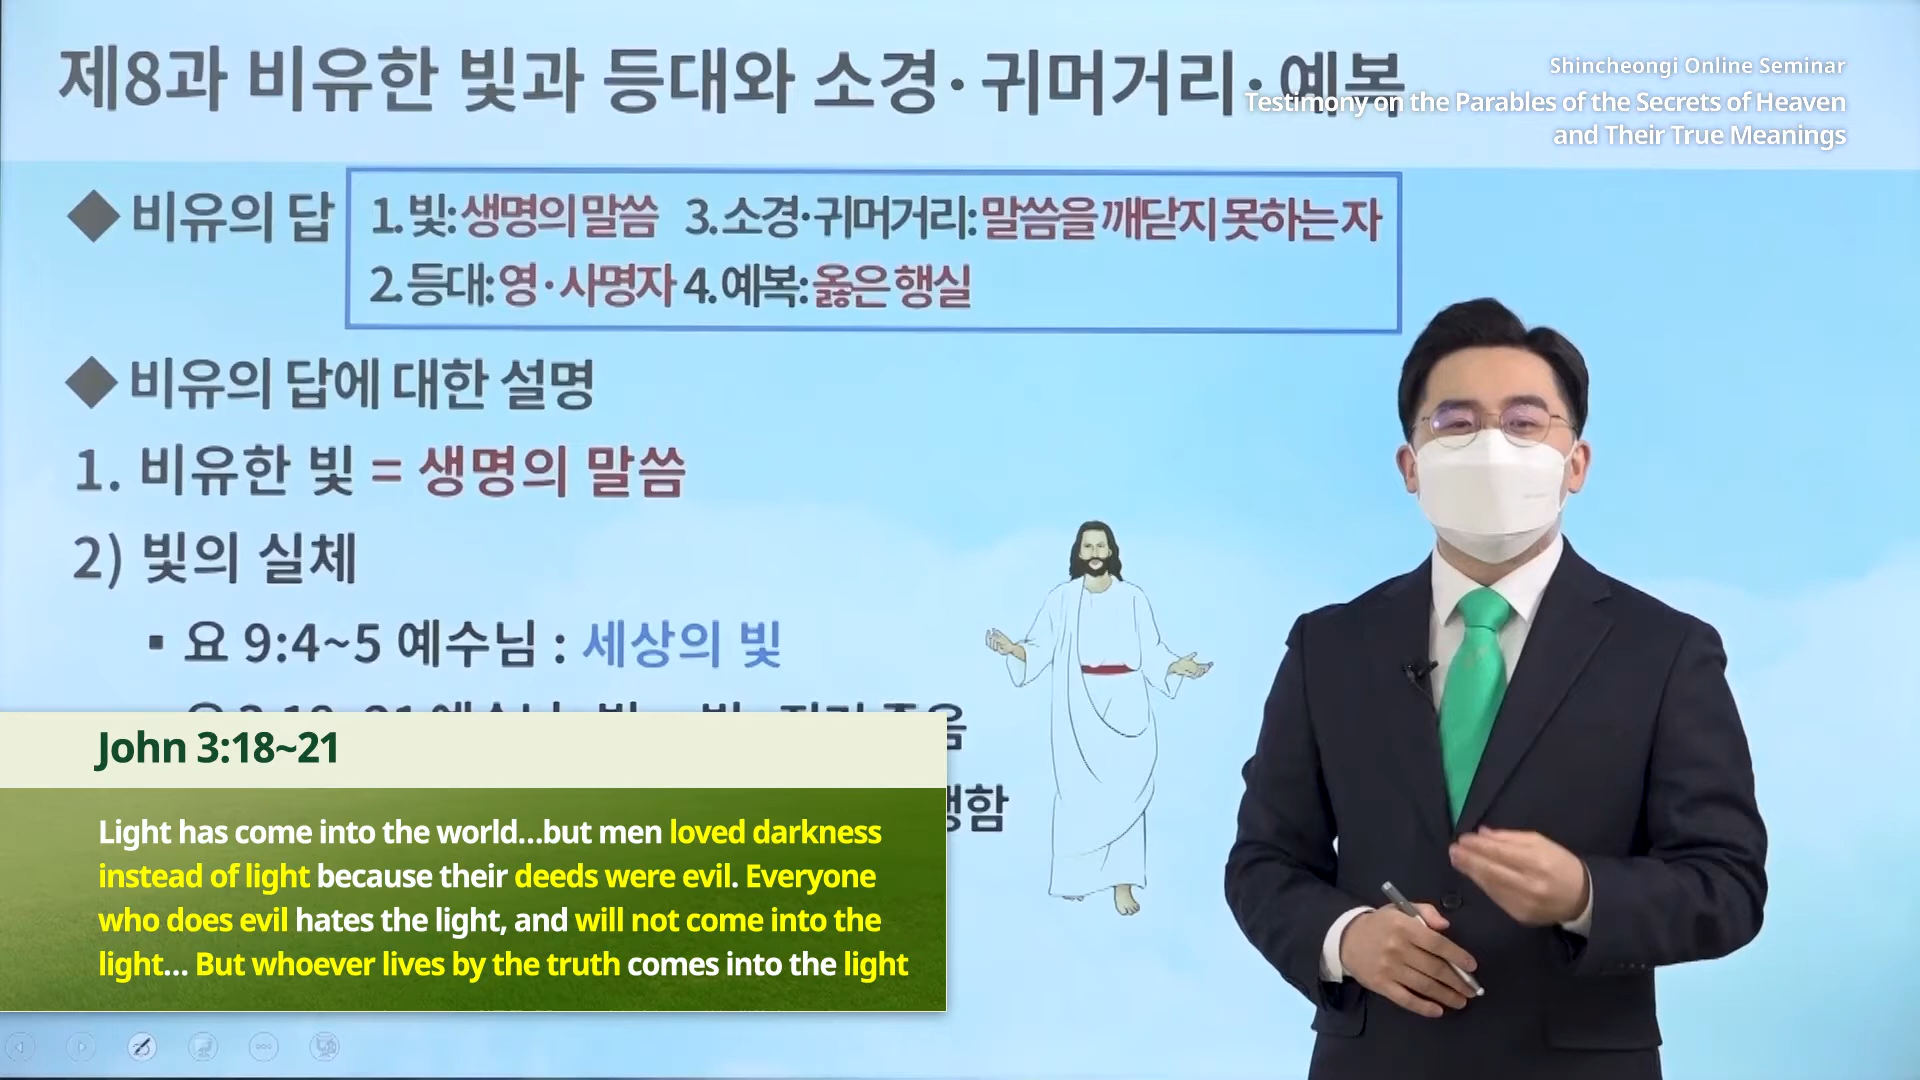 제8과 비유한 빛과 등대와 소경·귀머거리·예복
Shincheongi Online Seminar
Testimony on the Parables of the Secrets of Heaven
and Their True Meanings
◆ 비유의 답
1. 빛: 생명의 말씀 3. 소경·귀머거리: 말씀을 깨닫지 못하는 자
2. 등대: 영·사명자 4. 예복: 옳은 행실
◆ 비유의 답에 대한 설명
1. 비유한 빛 = 생명의 말씀
2) 빛의 실체
▪ 요 9:4~5 예수님 : 세상의 빛
John 3:18~21
Light has come into the world...but men loved darkness
instead of light because their deeds were evil. Everyone
who does evil hates the light, and will not come into the
light... But whoever lives by the truth comes into the light